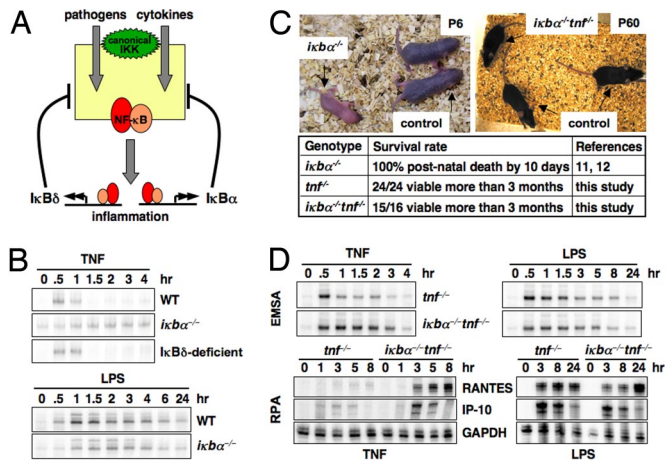 A
pathogens cytokines
canonical
IKK
NF-κB
IκBδ
IκBα
inflammation
B
TNF
0 .5 1 1.5 2 3 4 hr
WT
iκbα-/-
IκBδ-deficient
LPS
0 .5 1 1.5 2 3 4 6 24 hr
WT
iκbα-/-
C
iκbα-/-
P6
control
iκbα-/-tnf-/-
P60
control
Genotype Survival rate References
iκbα-/- 100% post-natal death by 10 days 11, 12
tnf-/- 24/24 viable more than 3 months this study
iκbα-/-tnf-/- 15/16 viable more than 3 months this study
D
TNF
LPS
0 .5 1 1.5 2 3 4 hr
0 .5 1 1.5 3 5 8 24 hr
EMSA
tnf-/-
iκbα-/-tnf-/-
tnf-/- iκbα-/-tnf-/-
tnf-/- iκbα-/-tnf-/-
0 1 3 5 8 0 1 3 5 8 hr
0 3 8 24 0 3 8 24
RPA
RANTES
IP-10
GAPDH
TNF
LPS